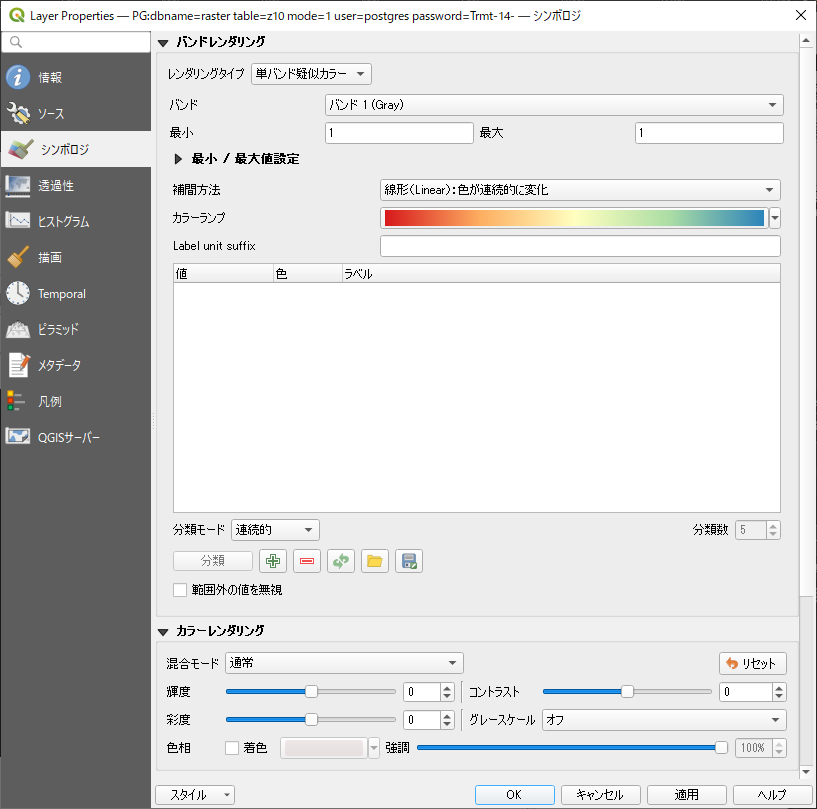 Layer Properties — PG:dbname=raster table=z10 mode=1 user=postgres password=Trmt-14- — シンボロジ
情報
ソース
シンボロジ
透過性
ヒストグラム
描画
Temporal
ピラミッド
メタデータ
凡例
QGISサーバー
バンドレンダリング
レンダリングタイプ 単バンド疑似カラー
バンド バンド 1 (Gray)
最小 1 最大 1
最小 / 最大値設定
補間方法 線形(Linear):色が連続的に変化
カラーランプ
Label unit suffix
値 色 ラベル
分類モード 連続的 分類数 5
分類
範囲外の値を無視
カラーレンダリング
混合モード 通常 リセット
輝度 0 コントラスト 0
彩度 0 グレースケール オフ
色相 着色 強調 100%
スタイル OK キャンセル 適用 ヘルプ